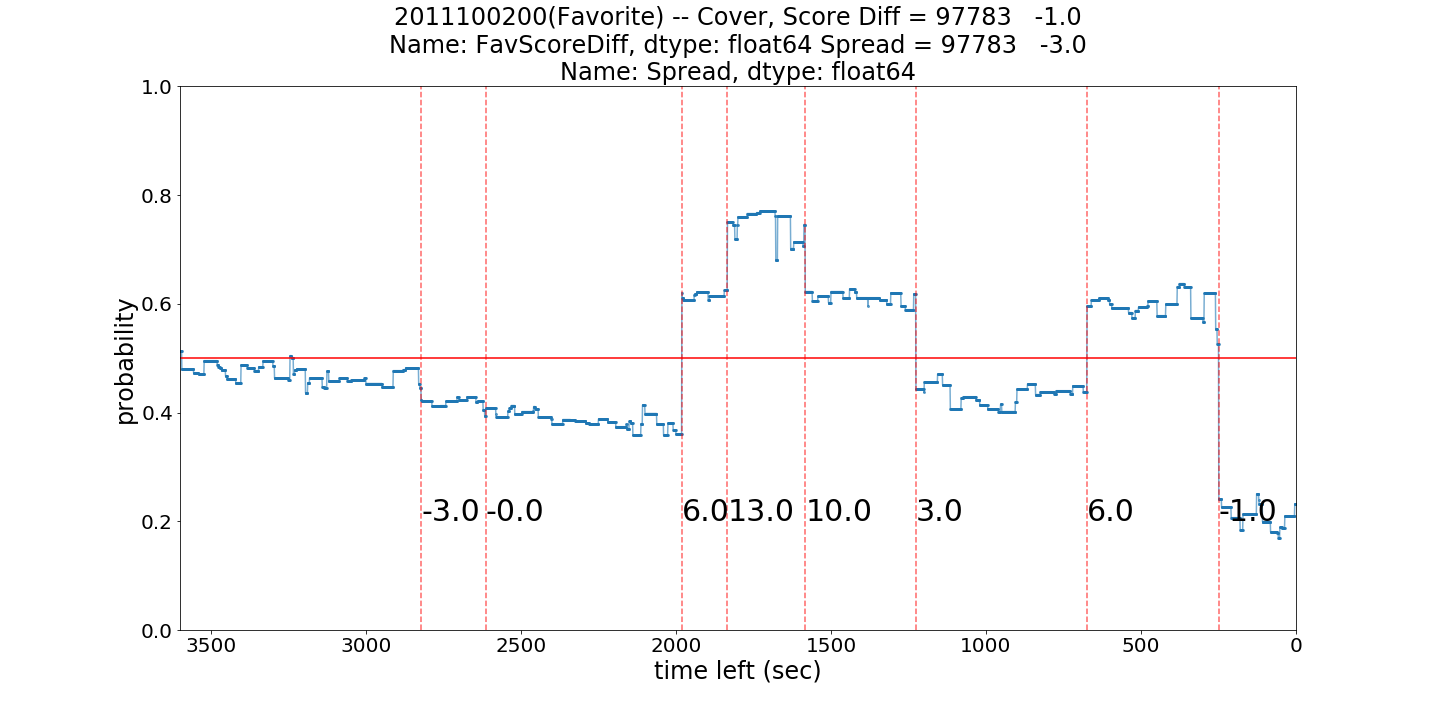 2011100200(Favorite) -- Cover, Score Diff = 97783   -1.0
Name: FavScoreDiff, dtype: float64 Spread = 97783   -3.0
Name: Spread, dtype: float64
1.0
0.8
0.6
0.4
0.2
0.0
probability
-3.0 -0.0 6.0 13.0 10.0 3.0 6.0 -1.0
3500 3000 2500 2000 1500 1000 500 0
time left (sec)